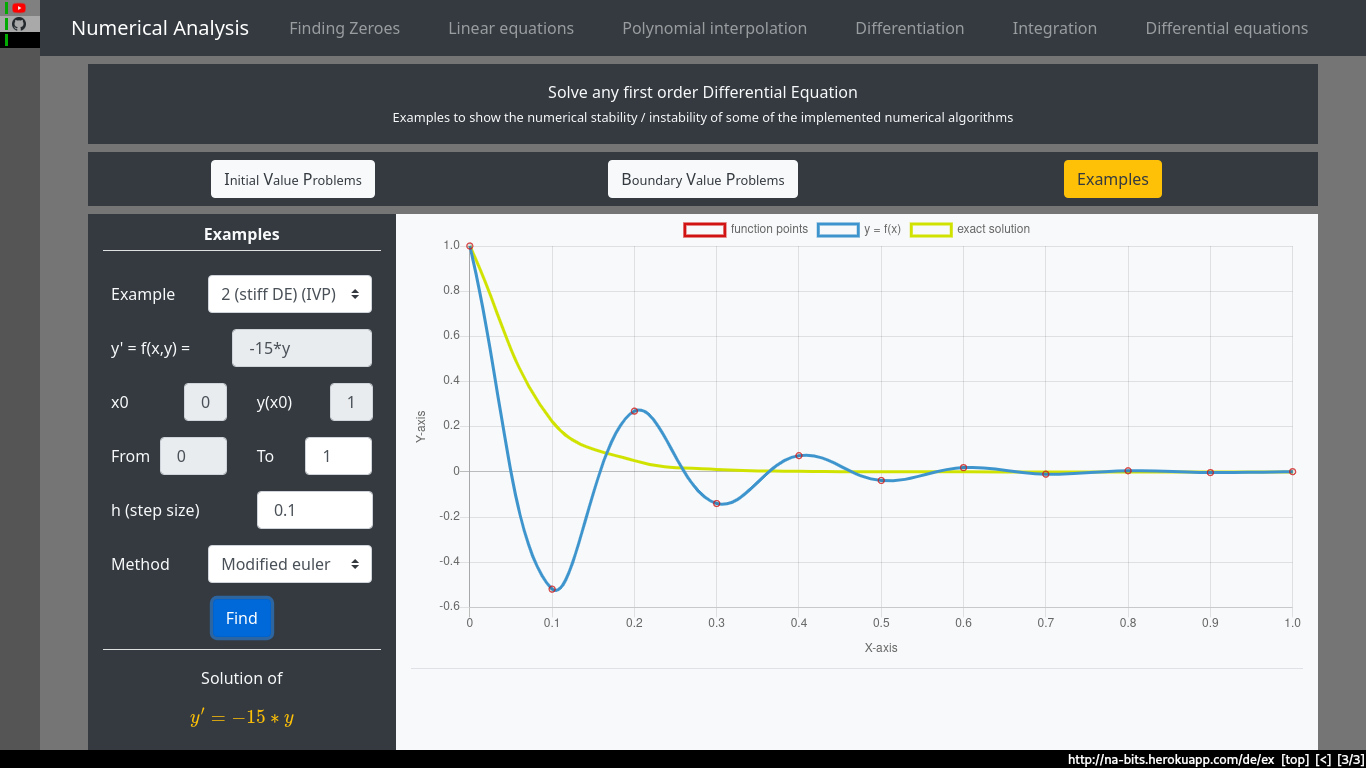 Numerical Analysis Finding Zeroes Linear equations Polynomial interpolation Differentiation Integration Differential equations
Solve any first order Differential Equation
Examples to show the numerical stability / instability of some of the implemented numerical algorithms
Initial Value Problems Boundary Value Problems Examples
Examples
Example 2 (stiff DE) (IVP)
y' = f(x,y) = -15*y
x0 0 y(x0) 1
From 0 To 1
h (step size) 0.1
Method Modified euler
Find
Solution of
y′ = −15 ∗ y
function points y = f(x) exact solution
1.0
0.8
0.6
0.4
0.2
0
-0.2
-0.4
-0.6
Y-axis
0 0.1 0.2 0.3 0.4 0.5 0.6 0.7 0.8 0.9 1.0
X-axis
http://na-bits.herokuapp.com/de/ex [top] [<] [3/3]